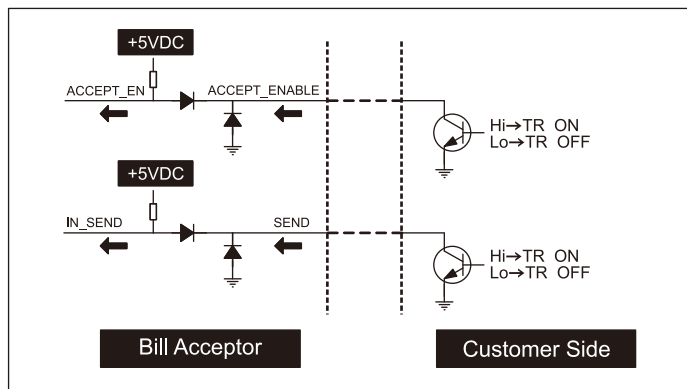 +5VDC
ACCEPT_EN
ACCEPT_ENABLE
Hi→TR ON
Lo→TR OFF
+5VDC
IN_SEND
SEND
Hi→TR ON
Lo→TR OFF
Bill Acceptor
Customer Side